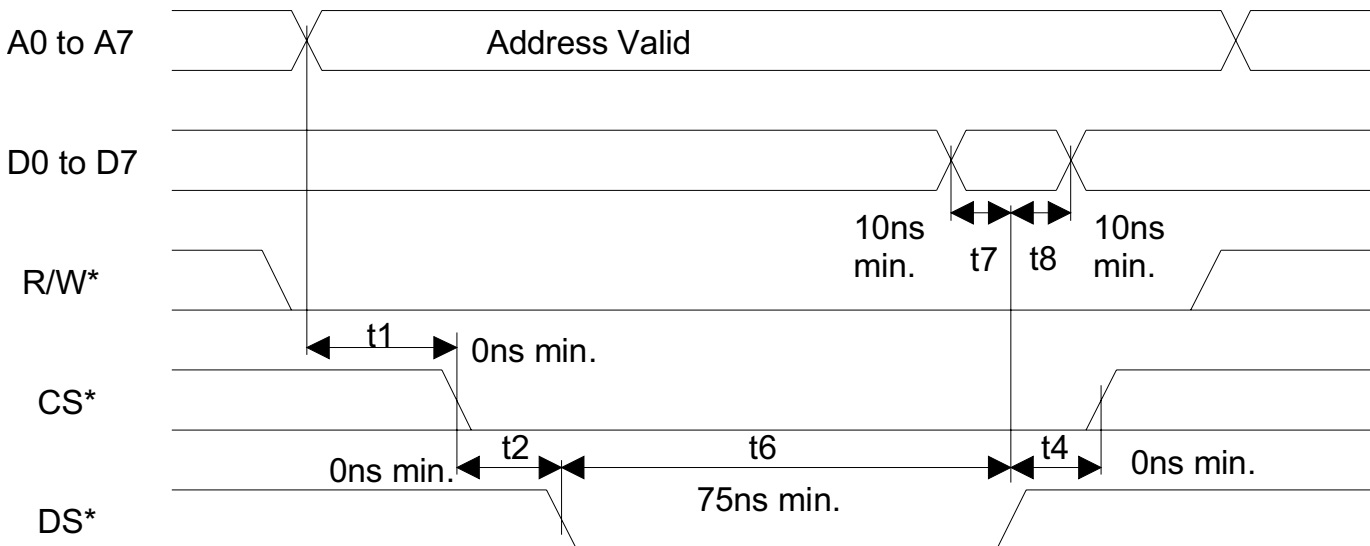 A0 to A7
Address Valid
D0 to D7
10ns
min.
t7
t8
10ns
min.
R/W*
t1
0ns min.
CS*
0ns min.
t2
t6
t4
0ns min.
75ns min.
DS*